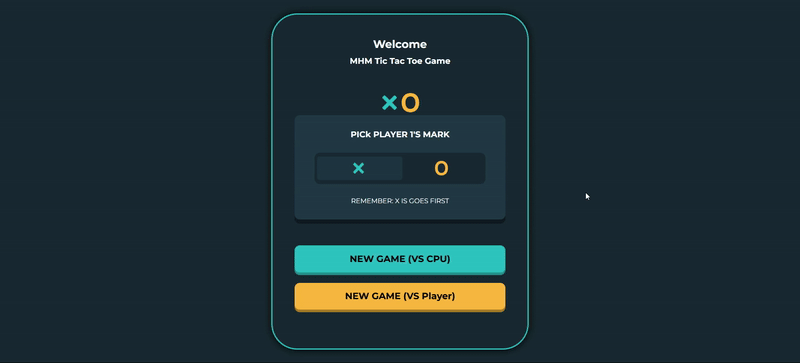 Welcome
MHM Tic Tac Toe Game
×O
PICk PLAYER 1'S MARK
× O
REMEMBER: X IS GOES FIRST
NEW GAME (VS CPU)
NEW GAME (VS Player)